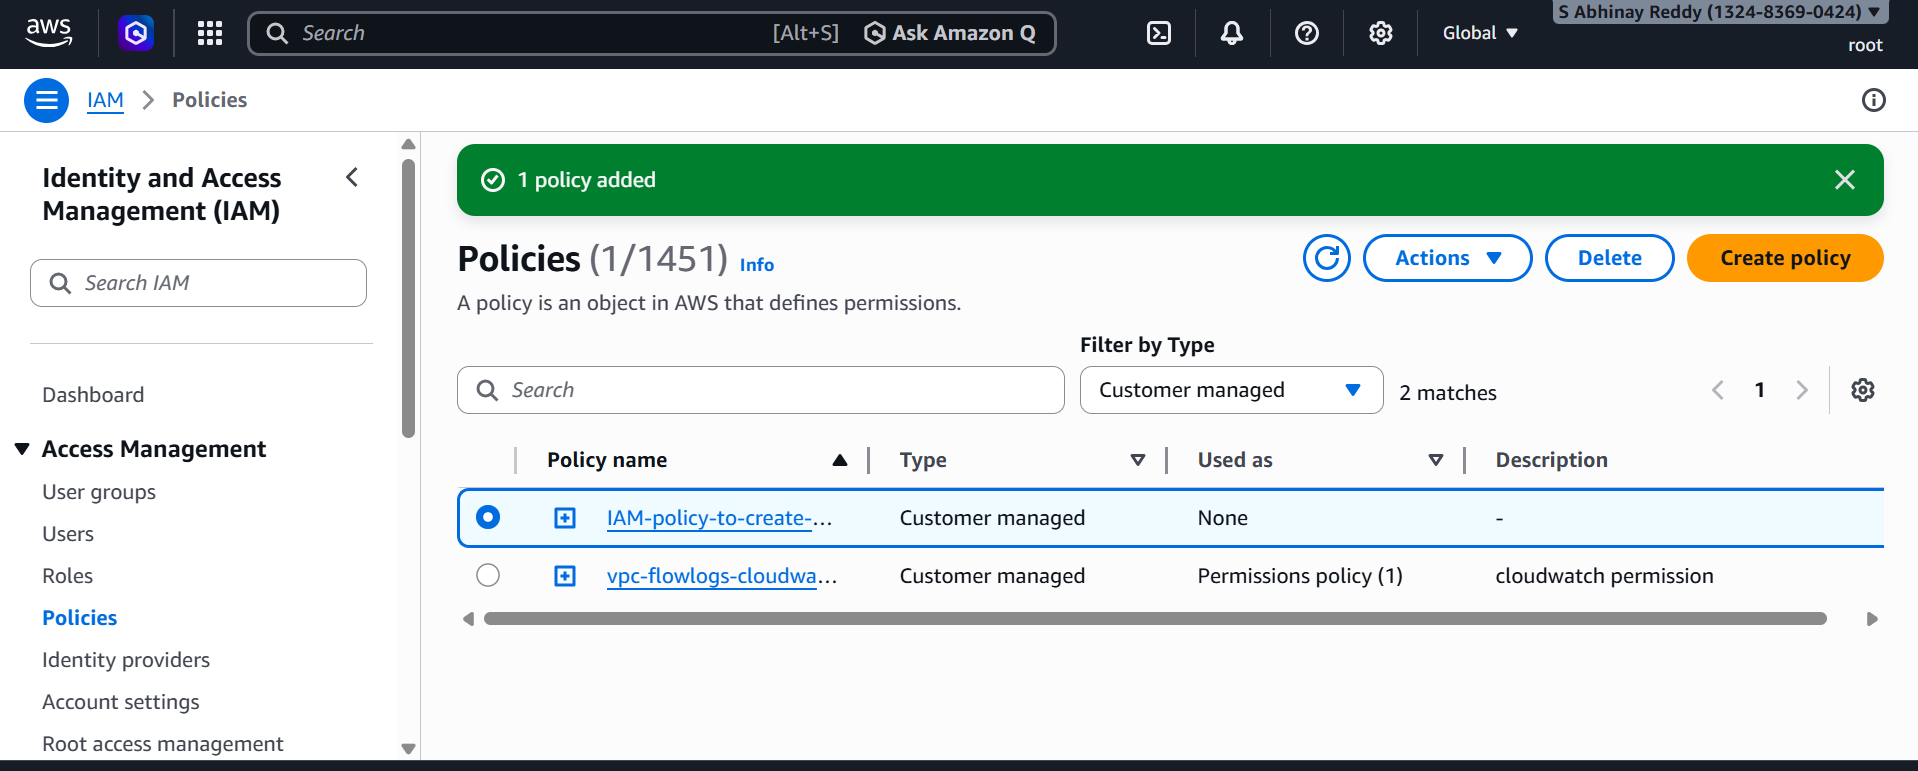 aws
Search
[Alt+S]
Ask Amazon Q
Global
S Abhinay Reddy (1324-8369-0424)
root
IAM
Policies
Identity and Access
Management (IAM)
Search IAM
Dashboard
Access Management
User groups
Users
Roles
Policies
Identity providers
Account settings
Root access management
1 policy added
Policies (1/1451) Info
Actions
Delete
Create policy
A policy is an object in AWS that defines permissions.
Filter by Type
Search
Customer managed
2 matches
1
Policy name
Type
Used as
Description
IAM-policy-to-create-...
Customer managed
None
-
vpc-flowlogs-cloudwa...
Customer managed
Permissions policy (1)
cloudwatch permission